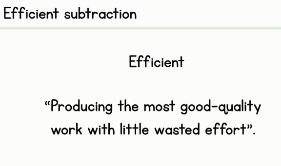 Efficient subtraction
Efficient
“Producing the most good-quality
work with little wasted effort”.